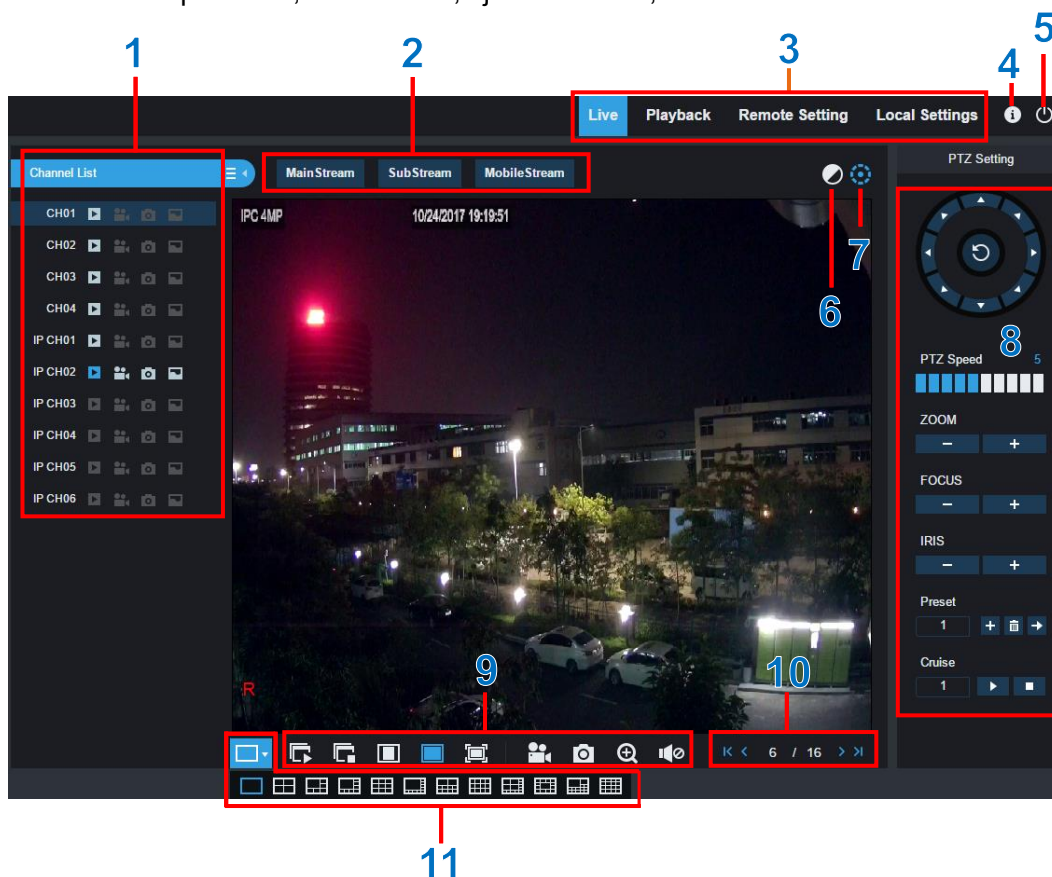 1
2
3
4
5
Live Playback Remote Setting Local Settings
Channel List
MainStream SubStream MobileStream
PTZ Setting
CH01
CH02
CH03
CH04
IP CH01
IP CH02
IP CH03
IP CH04
IP CH05
IP CH06
IPC 4MP 10/24/2017 19:19:51
6
7
8
PTZ Speed 5
ZOOM
− +
FOCUS
− +
IRIS
− +
Preset
1
Cruise
1
R
9
10
6 / 16
11